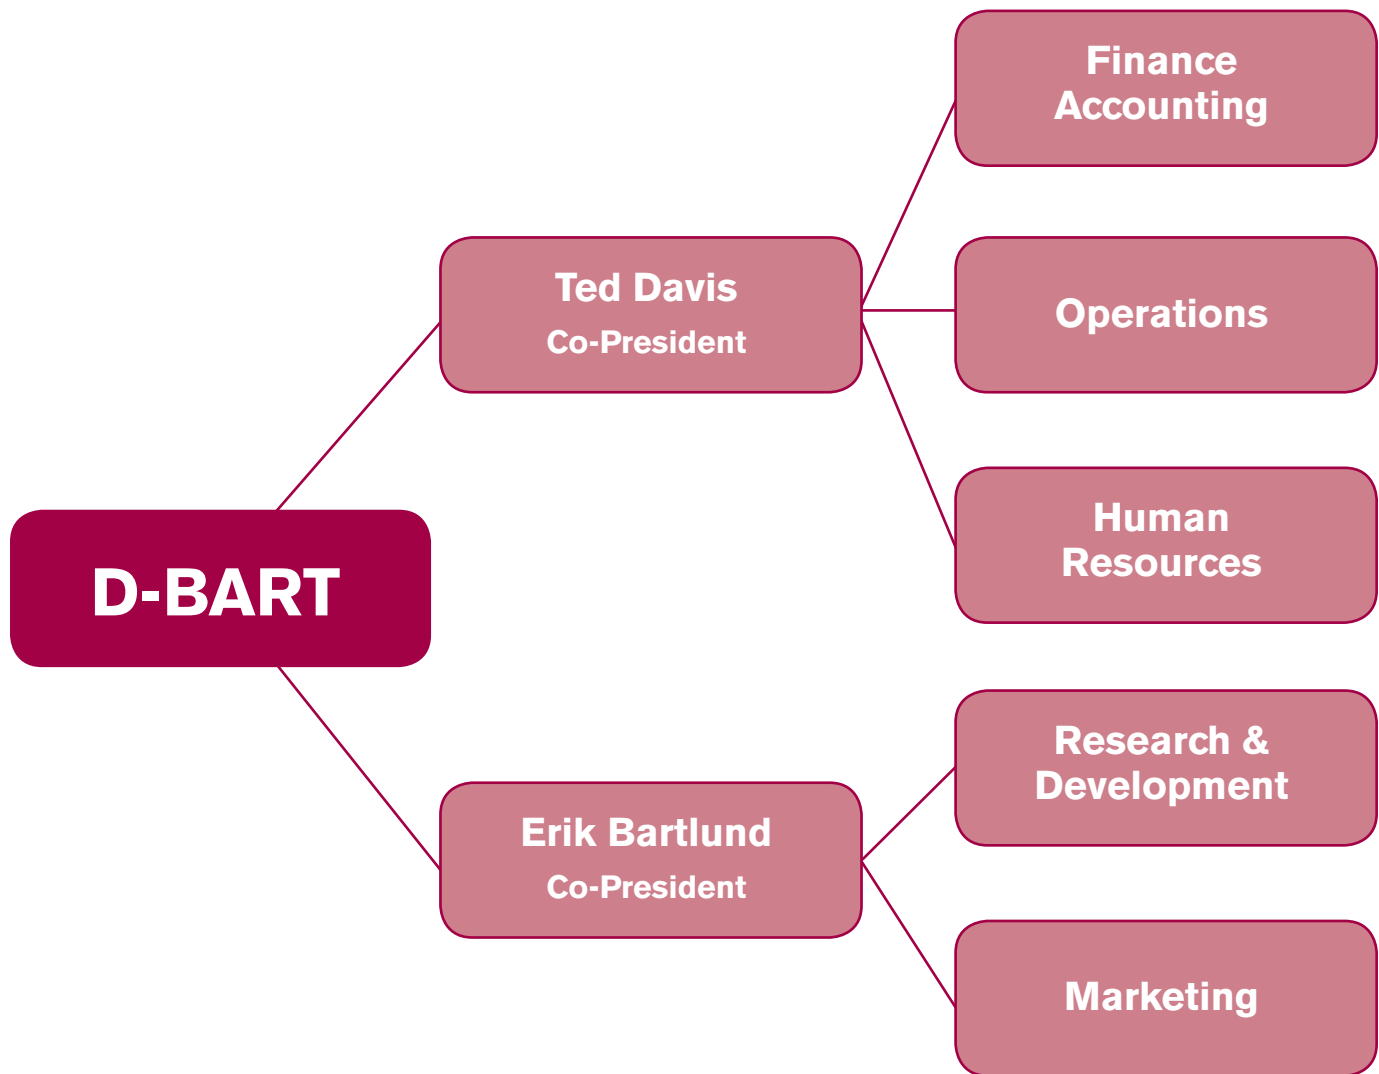 D-BART
Ted Davis
Co-President
Finance
Accounting
Operations
Human
Resources
Erik Bartlund
Co-President
Research &
Development
Marketing